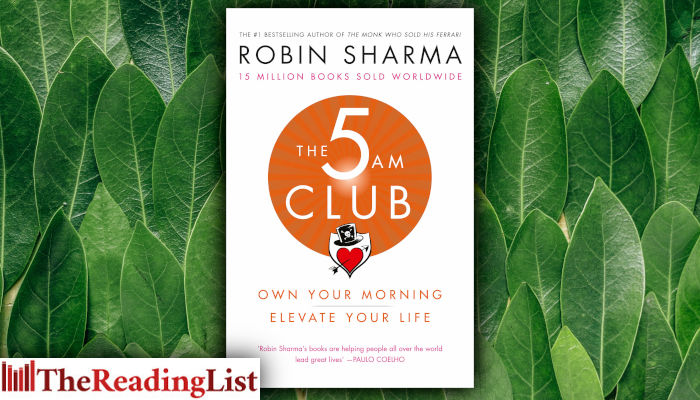 THE #1 BESTSELLING AUTHOR OF THE MONK WHO SOLD HIS FERRARI
ROBIN SHARMA
15 MILLION BOOKS SOLD WORLDWIDE
THE 5 AM
CLUB
OWN YOUR MORNING
ELEVATE YOUR LIFE
‘Robin Sharma’s books are helping people all over the world
lead great lives’ —PAULO COELHO
TheReadingList